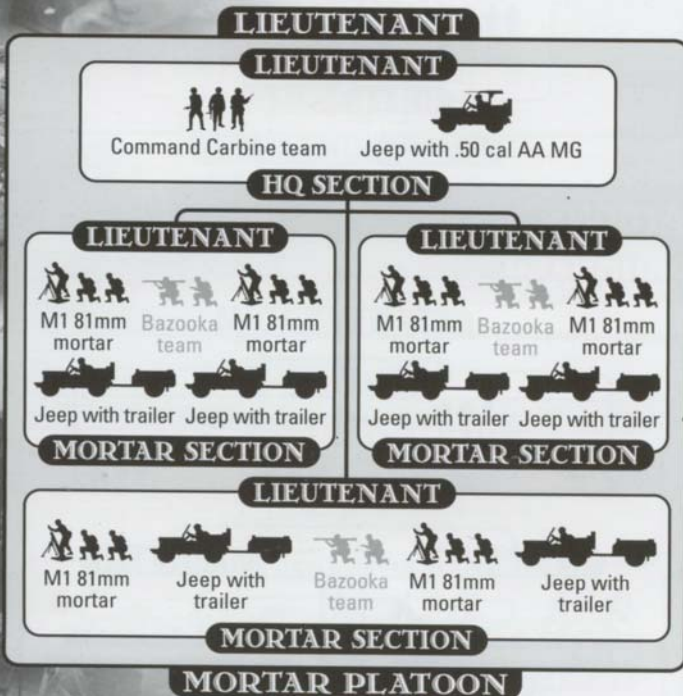 LIEUTENANT
LIEUTENANT
Command Carbine team Jeep with .50 cal AA MG
HQ SECTION
LIEUTENANT
M1 81mm mortar
Bazooka team
M1 81mm mortar
Jeep with trailer Jeep with trailer
MORTAR SECTION
LIEUTENANT
M1 81mm mortar
Bazooka team
M1 81mm mortar
Jeep with trailer Jeep with trailer
MORTAR SECTION
LIEUTENANT
M1 81mm mortar
Jeep with trailer
Bazooka team
M1 81mm mortar
Jeep with trailer
MORTAR SECTION
MORTAR PLATOON